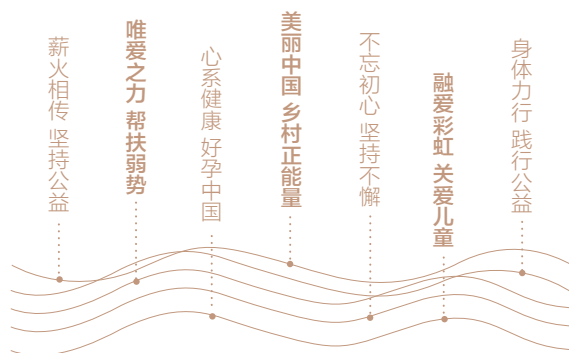 薪火相传 坚持公益
唯爱之力 帮扶弱势
心系健康 好孕中国
美丽中国 乡村正能量
不忘初心 坚持不懈
融爱彩虹 关爱儿童
身体力行 践行公益